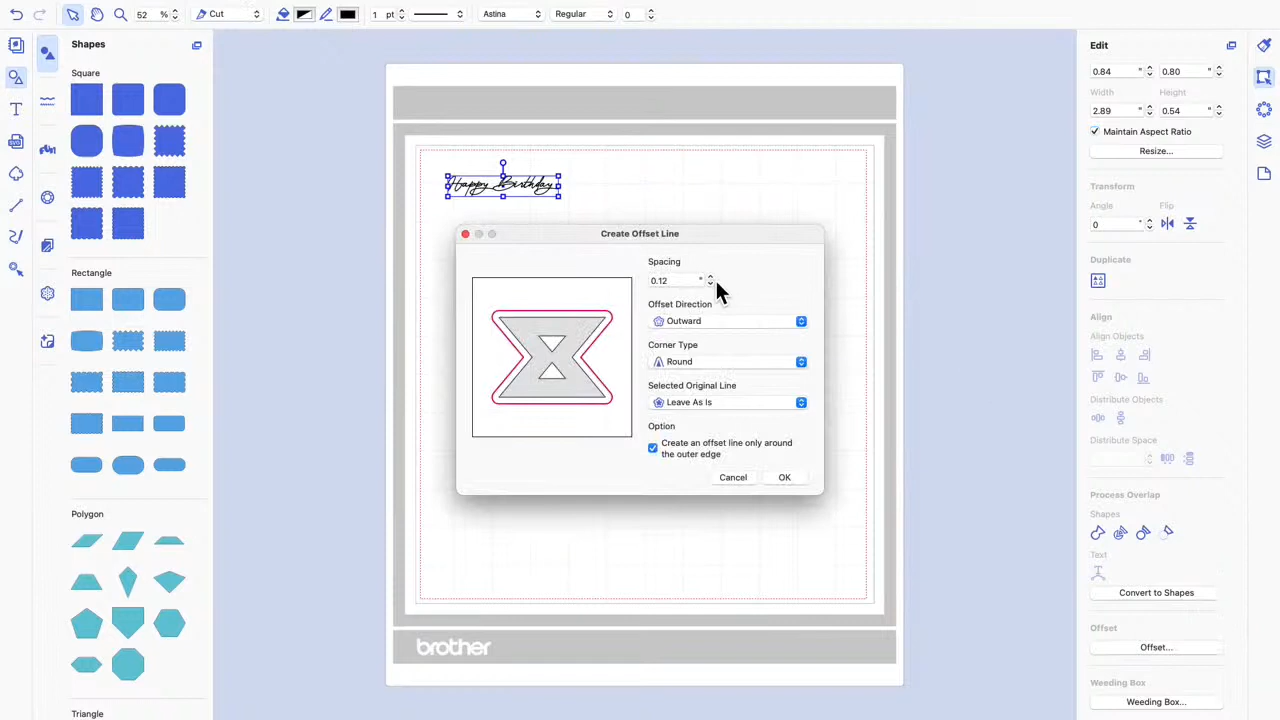 52 %
Cut
1 pt
Astina
Regular
0
Shapes
Square
Rectangle
Polygon
Triangle
Happy Birthday
Create Offset Line
Spacing
0.12 "
Offset Direction
Outward
Corner Type
Round
Selected Original Line
Leave As Is
Option
Create an offset line only around
the outer edge
Cancel
OK
brother
Edit
0.84 "
0.80 "
Width
Height
2.89 "
0.54 "
Maintain Aspect Ratio
Resize...
Transform
Angle
Flip
0 °
Duplicate
Align
Align Objects
Distribute Objects
Distribute Space
Process Overlap
Shapes
Text
Convert to Shapes
Offset
Offset...
Weeding Box
Weeding Box...